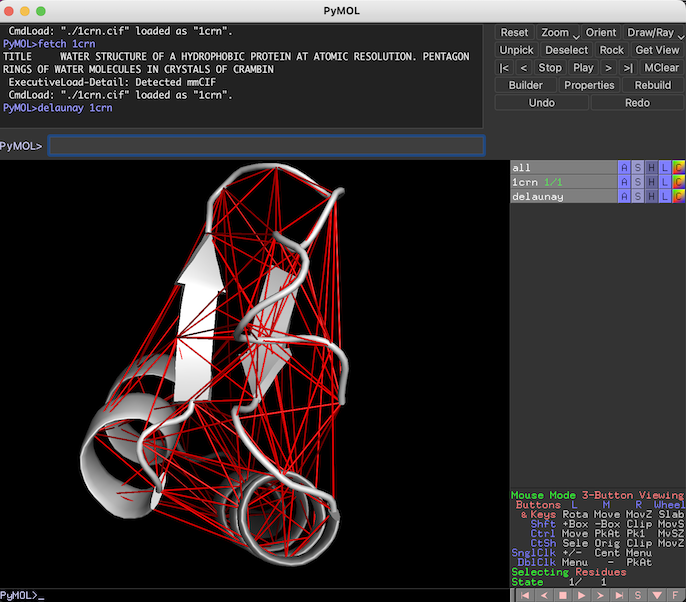 PyMOL
CmdLoad: "./1crn.cif" loaded as "1crn".
PyMOL>fetch 1crn
TITLE     WATER STRUCTURE OF A HYDROPHOBIC PROTEIN AT ATOMIC RESOLUTION. PENTAGON
RINGS OF WATER MOLECULES IN CRYSTALS OF CRAMBIN
ExecutiveLoad-Detail: Detected mmCIF
CmdLoad: "./1crn.cif" loaded as "1crn".
PyMOL>delaunay 1crn
PyMOL>
Reset Zoom Orient Draw/Ray
Unpick Deselect Rock Get View
|< < Stop Play > >| MClear
Builder Properties Rebuild
Undo Redo
all A S H L C
1crn 1/1 A S H L C
delaunay A S H L C
Mouse Mode 3-Button Viewing
Buttons L M R Wheel
& Keys Rota Move MovZ Slab
Shft +Box -Box Clip MovS
Ctrl Move PkAt Pk1 MvSZ
CtSh Sele Orig Clip MovZ
SnglClk +/- Cent Menu
DblClk Menu - PkAt
Selecting Residues
State 1/ 1
PyMOL>_
S F